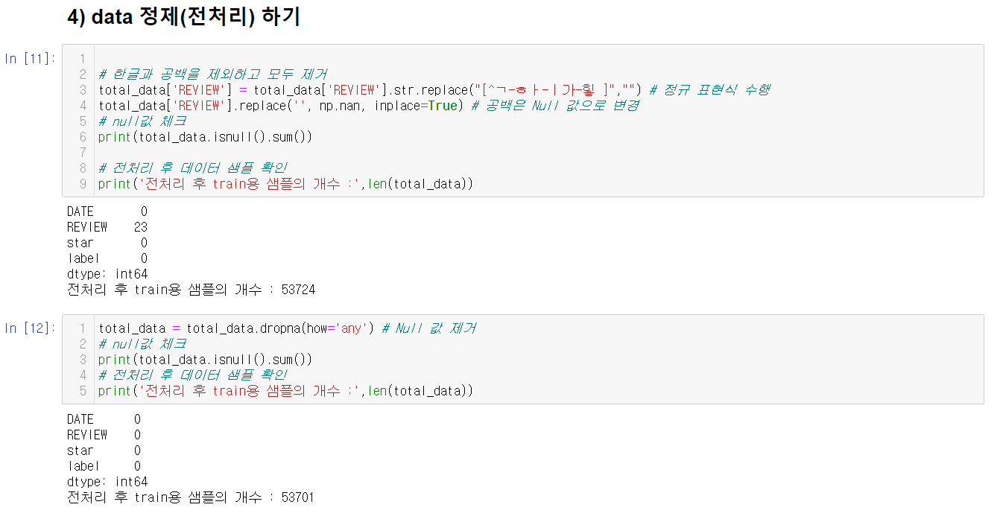 4) data 정제(전처리) 하기
In [11]:
1
2 # 한글과 공백을 제외하고 모두 제거
3 total_data['REVIEW'] = total_data['REVIEW'].str.replace("[^ㄱ-ㅎㅏ-ㅣ가-힣 ]","") # 정규 표현식 수행
4 total_data['REVIEW'].replace('', np.nan, inplace=True) # 공백은 Null 값으로 변경
5 # null값 체크
6 print(total_data.isnull().sum())
7
8 # 전처리 후 데이터 샘플 확인
9 print('전처리 후 train용 샘플의 개수 :',len(total_data))
DATE 0
REVIEW 23
star 0
label 0
dtype: int64
전처리 후 train용 샘플의 개수 : 53724
In [12]:
1 total_data = total_data.dropna(how='any') # Null 값 제거
2 # null값 체크
3 print(total_data.isnull().sum())
4 # 전처리 후 데이터 샘플 확인
5 print('전처리 후 train용 샘플의 개수 :',len(total_data))
DATE 0
REVIEW 0
star 0
label 0
dtype: int64
전처리 후 train용 샘플의 개수 : 53701